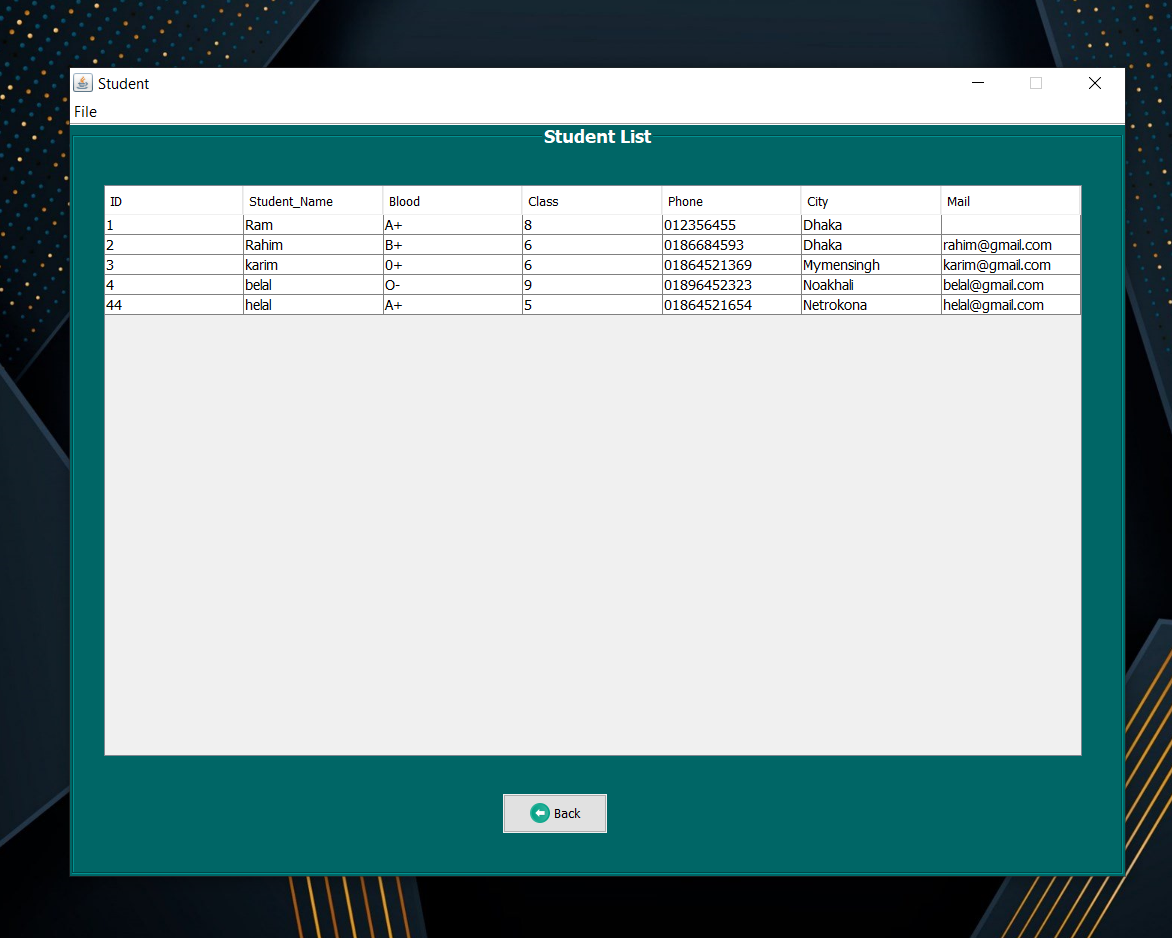 Student
File
Student List
ID Student_Name Blood Class Phone City Mail
1 Ram A+ 8 012356455 Dhaka
2 Rahim B+ 6 0186684593 Dhaka rahim@gmail.com
3 karim 0+ 6 01864521369 Mymensingh karim@gmail.com
4 belal O- 9 01896452323 Noakhali belal@gmail.com
44 helal A+ 5 01864521654 Netrokona helal@gmail.com
Back